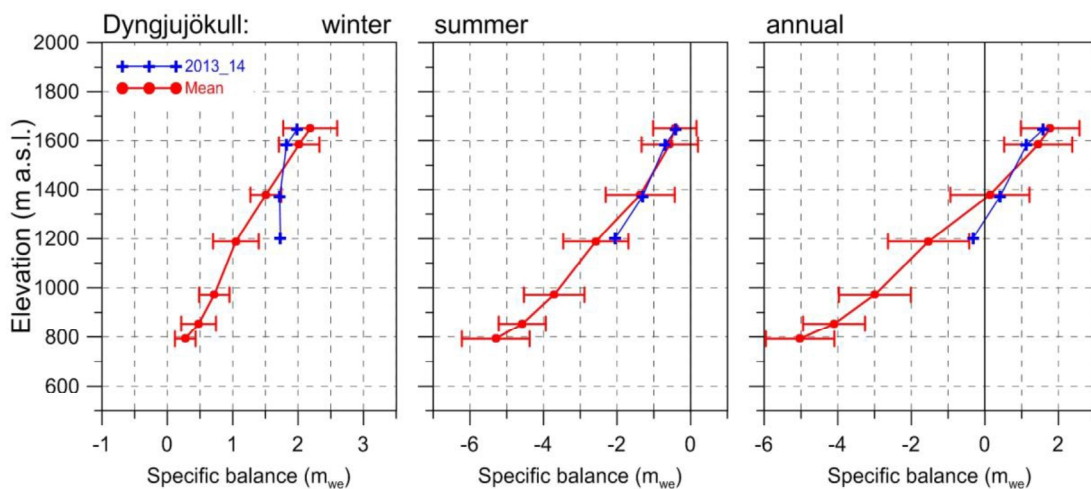 Dyngjujökull: winter summer annual
2013_14
Mean
Elevation (m a.s.l.)
2000
1800
1600
1400
1200
1000
800
600
-1 0 1 2 3
-6 -4 -2 0
-6 -4 -2 0 2
Specific balance (mwe) Specific balance (mwe) Specific balance (mwe)